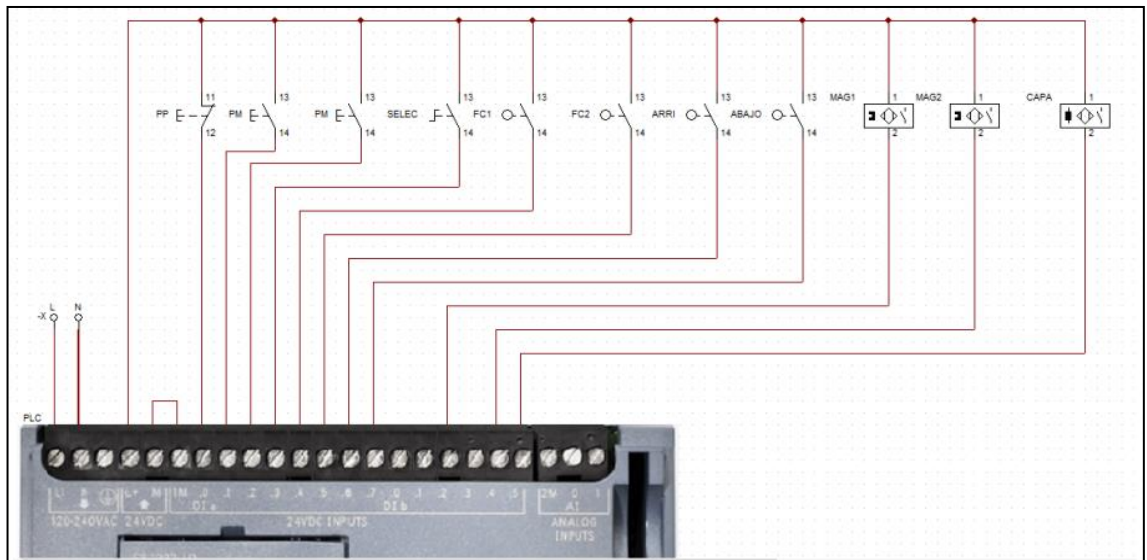 MAG1 1 MAG2 1 CAPA 1
11 13 13 13 13 13 13 13
PP PM PM SELEC FC1 FC2 ARRI ABAJO
12 14 14 14 14 14 14 14
2 2 2
L N
-X
PLC
L1 N L+ M 1M .0 .1 .2 .3 .4 .5 .6 .7 .0 .1 .2 .3 .4 .5 2M 0 1
DI a DI b AI
120-240VAC 24VDC 24VDC INPUTS ANALOG
INPUTS